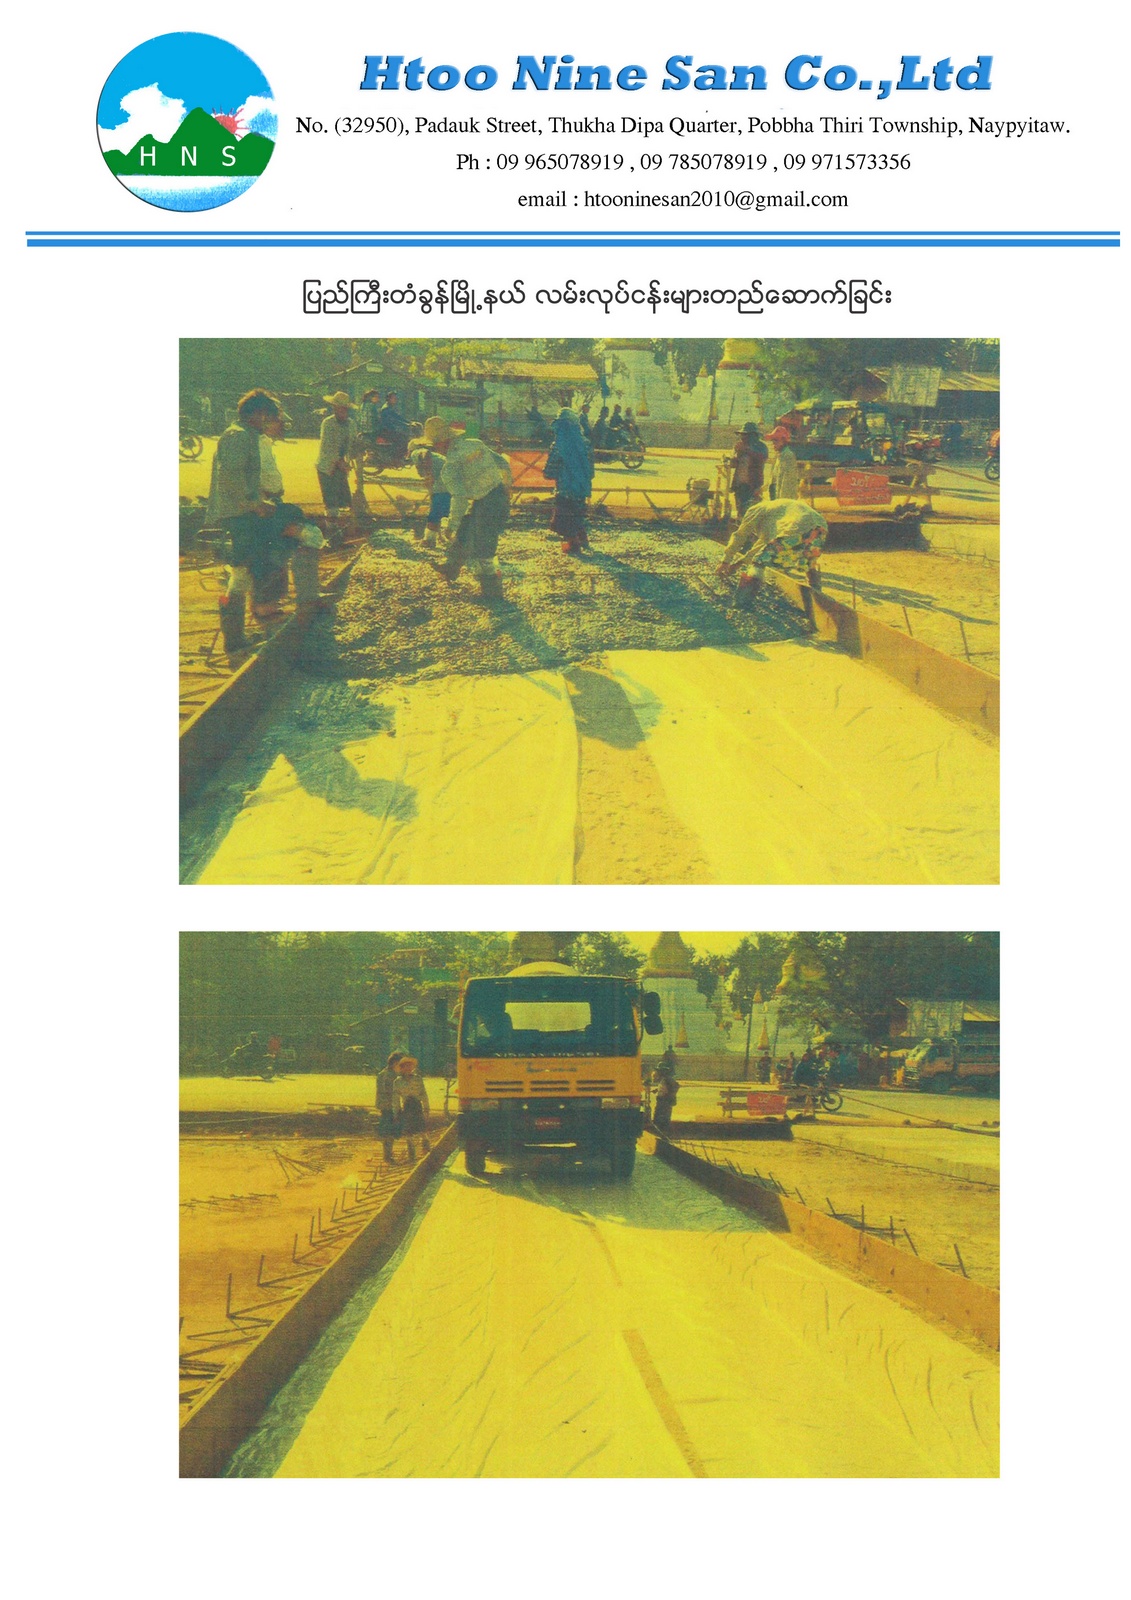 H N S
Htoo Nine San Co.,Ltd
No. (32950), Padauk Street, Thukha Dipa Quarter, Pobbha Thiri Township, Naypyitaw.
Ph : 09 965078919 , 09 785078919 , 09 971573356
email : htooninesan2010@gmail.com
ပြည်ကြီးတံခွန်မြို့နယ် လမ်းလုပ်ငန်းများတည်ဆောက်ခြင်း
NISSAN DIESEL